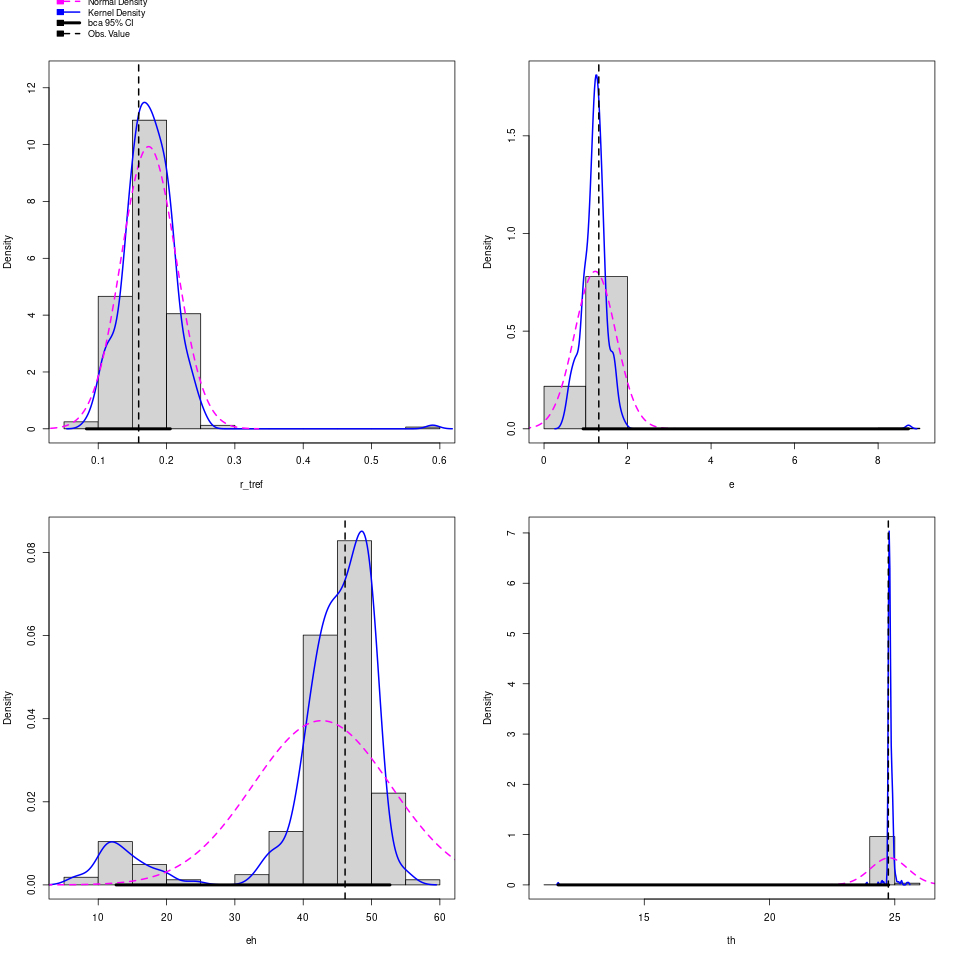 Normal Density
Kernel Density
bca 95% CI
Obs. Value
Density
0 2 4 6 8 10 12
0.1 0.2 0.3 0.4 0.5 0.6
r_tref
Density
0.0 0.5 1.0 1.5
0 2 4 6 8
e
Density
0.00 0.02 0.04 0.06 0.08
10 20 30 40 50 60
eh
Density
0 1 2 3 4 5 6 7
15 20 25
th